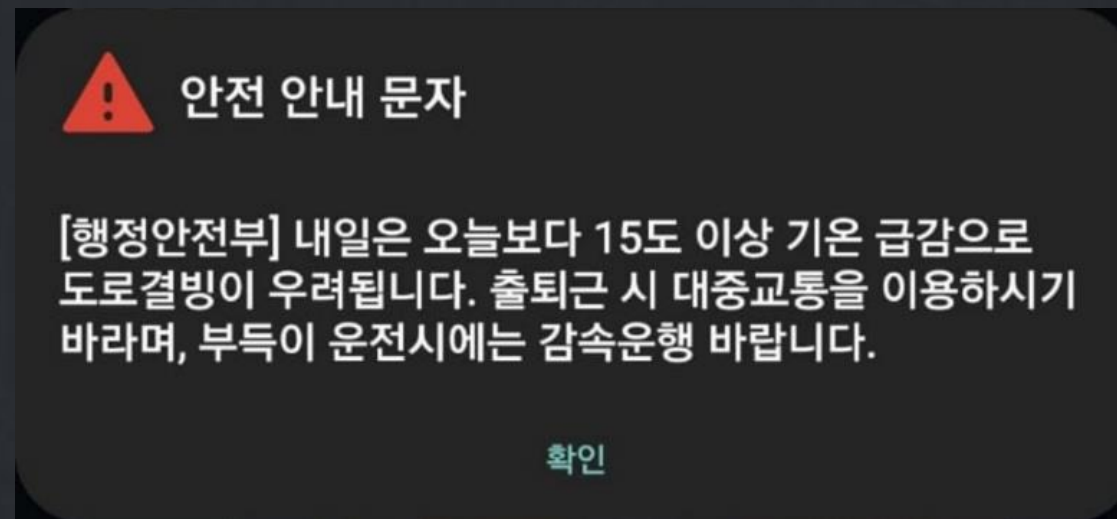 안전 안내 문자
[행정안전부] 내일은 오늘보다 15도 이상 기온 급감으로
도로결빙이 우려됩니다. 출퇴근 시 대중교통을 이용하시기
바라며, 부득이 운전시에는 감속운행 바랍니다.
확인